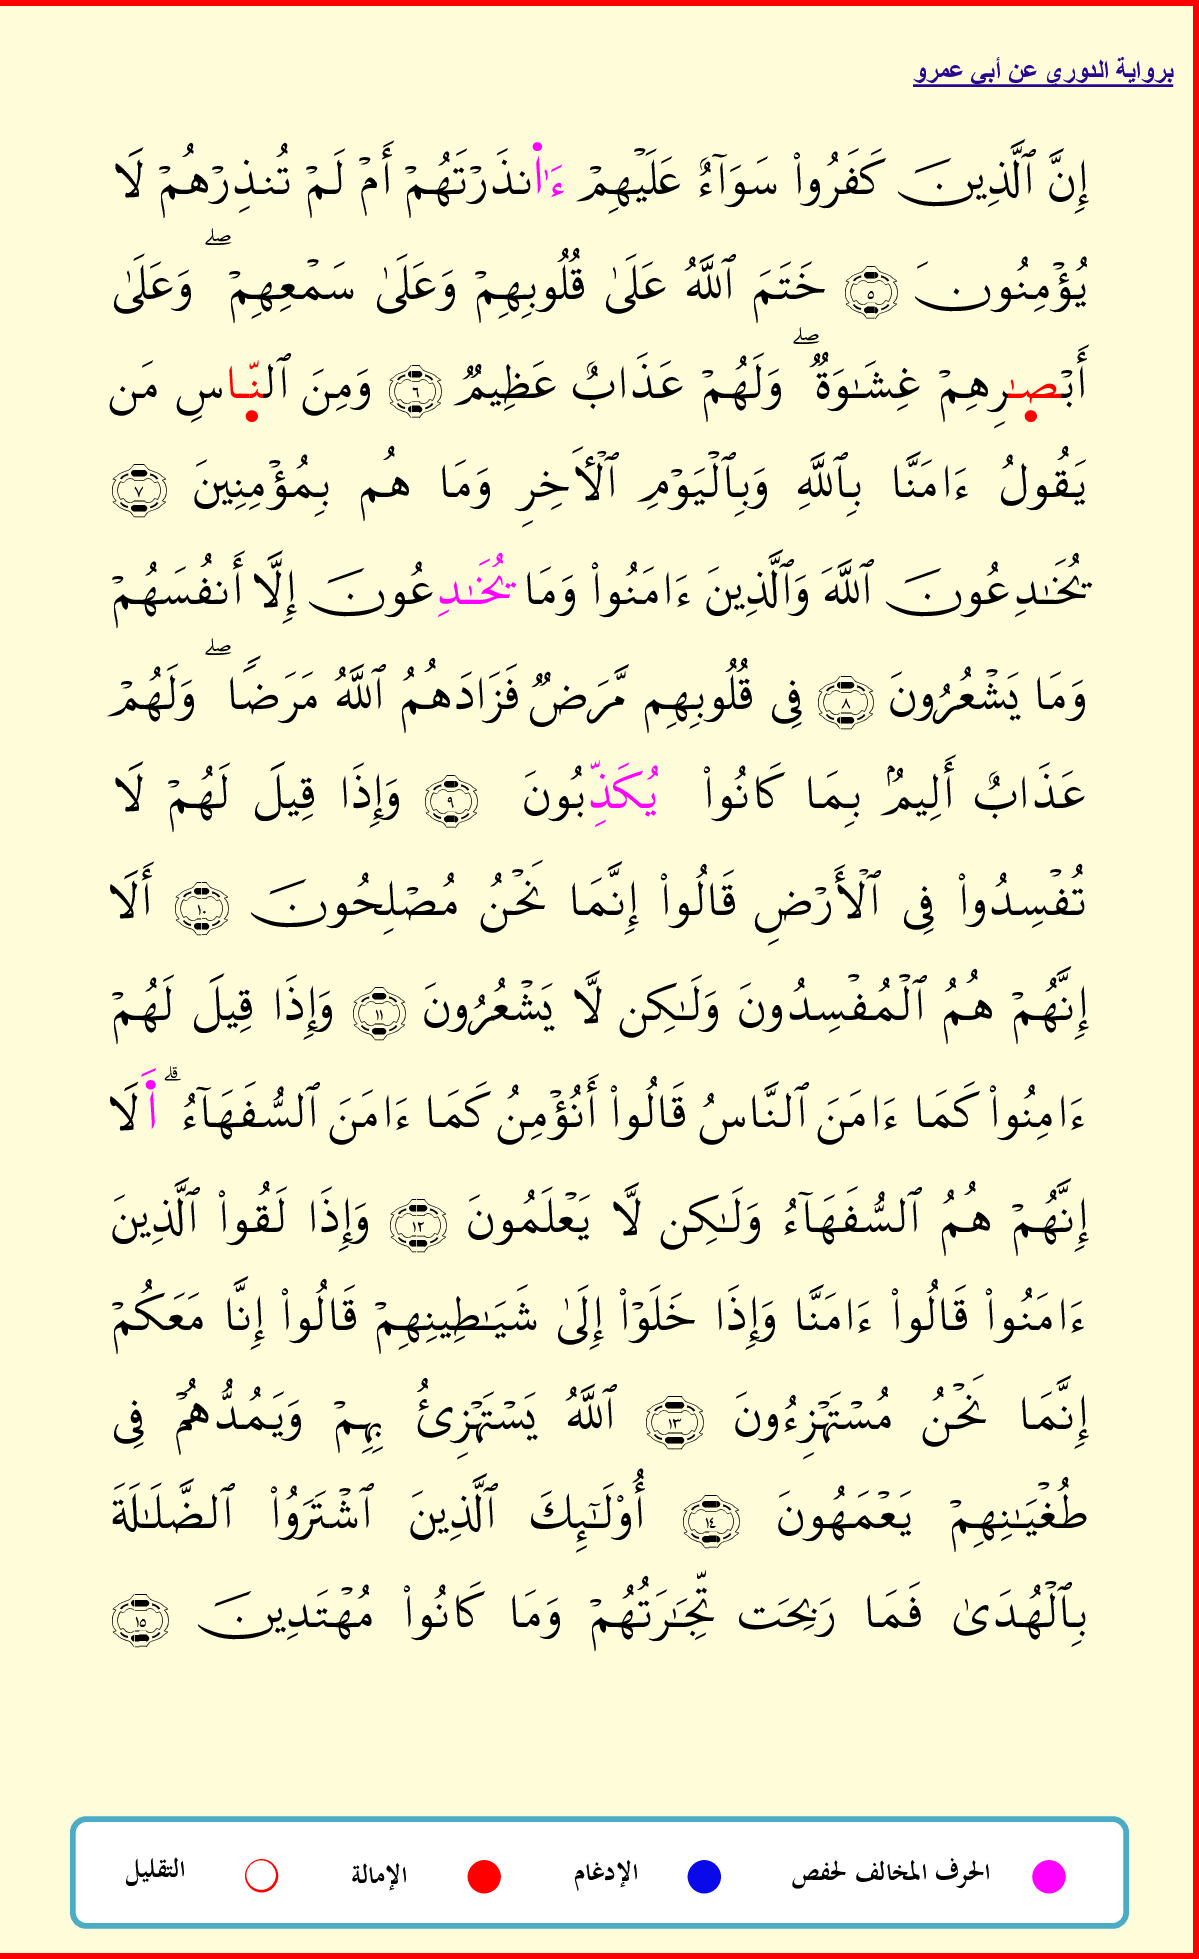 برواية الدوري عن أبي عمرو
إِنَّ ٱلَّذِينَ كَفَرُوا۟ سَوَآءٌ عَلَيْهِمْ ءَا۬نذَرْتَهُمْ أَمْ لَمْ تُنذِرْهُمْ لَا
يُؤْمِنُونَ ٥ خَتَمَ ٱللَّهُ عَلَىٰ قُلُوبِهِمْ وَعَلَىٰ سَمْعِهِمْ ۖ وَعَلَىٰ
أَبْصَٰرِهِمْ غِشَٰوَةٌ ۖ وَلَهُمْ عَذَابٌ عَظِيمٌ ٦ وَمِنَ ٱلنَّاسِ مَن
يَقُولُ ءَامَنَّا بِٱللَّهِ وَبِٱلْيَوْمِ ٱلْأَخِرِ وَمَا هُم بِمُؤْمِنِينَ ٧
يُخَٰدِعُونَ ٱللَّهَ وَٱلَّذِينَ ءَامَنُوا۟ وَمَا يُخَٰدِعُونَ إِلَّا أَنفُسَهُمْ
وَمَا يَشْعُرُونَ ٨ فِى قُلُوبِهِم مَّرَضٌ فَزَادَهُمُ ٱللَّهُ مَرَضًا ۖ وَلَهُمْ
عَذَابٌ أَلِيمٌۢ بِمَا كَانُوا۟ يُكَذِّبُونَ ٩ وَإِذَا قِيلَ لَهُمْ لَا
تُفْسِدُوا۟ فِى ٱلْأَرْضِ قَالُوا۟ إِنَّمَا نَحْنُ مُصْلِحُونَ ١٠ أَلَا
إِنَّهُمْ هُمُ ٱلْمُفْسِدُونَ وَلَٰكِن لَّا يَشْعُرُونَ ١١ وَإِذَا قِيلَ لَهُمْ
ءَامِنُوا۟ كَمَا ءَامَنَ ٱلنَّاسُ قَالُوا۟ أَنُؤْمِنُ كَمَا ءَامَنَ ٱلسُّفَهَآءُ ۗ أَلَا
إِنَّهُمْ هُمُ ٱلسُّفَهَآءُ وَلَٰكِن لَّا يَعْلَمُونَ ١٢ وَإِذَا لَقُوا۟ ٱلَّذِينَ
ءَامَنُوا۟ قَالُوا۟ ءَامَنَّا وَإِذَا خَلَوْا۟ إِلَىٰ شَيَٰطِينِهِمْ قَالُوا۟ إِنَّا مَعَكُمْ
إِنَّمَا نَحْنُ مُسْتَهْزِءُونَ ١٣ ٱللَّهُ يَسْتَهْزِئُ بِهِمْ وَيَمُدُّهُمْ فِى
طُغْيَٰنِهِمْ يَعْمَهُونَ ١٤ أُو۟لَٰٓئِكَ ٱلَّذِينَ ٱشْتَرَوُا۟ ٱلضَّلَٰلَةَ
بِٱلْهُدَىٰ فَمَا رَبِحَت تِّجَٰرَتُهُمْ وَمَا كَانُوا۟ مُهْتَدِينَ ١٥
الحرف المخالف لحفص الإدغام الإمالة التقليل